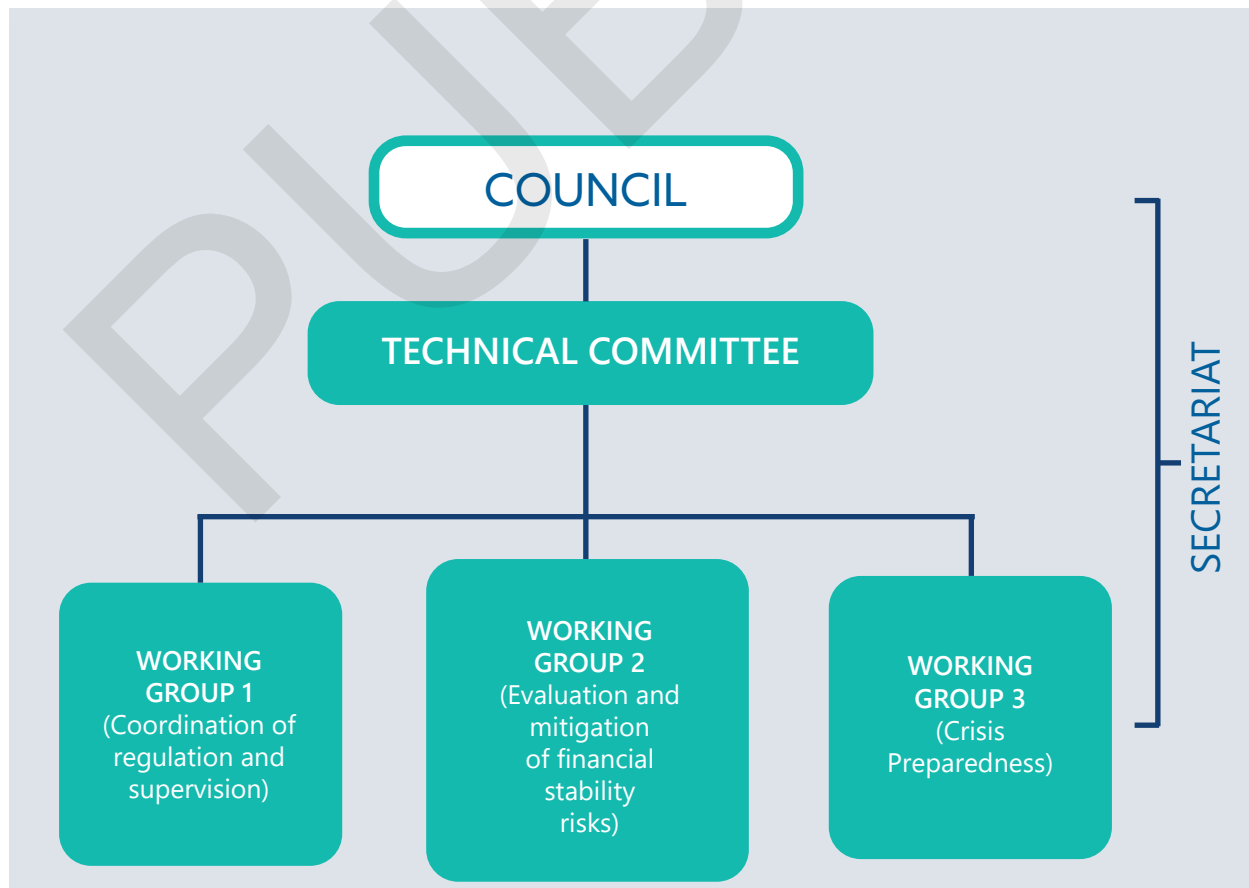 COUNCIL
TECHNICAL COMMITTEE
WORKING
GROUP 1
(Coordination of
regulation and
supervision)
WORKING
GROUP 2
(Evaluation and
mitigation
of financial
stability
risks)
WORKING
GROUP 3
(Crisis
Preparedness)
SECRETARIAT
PUB